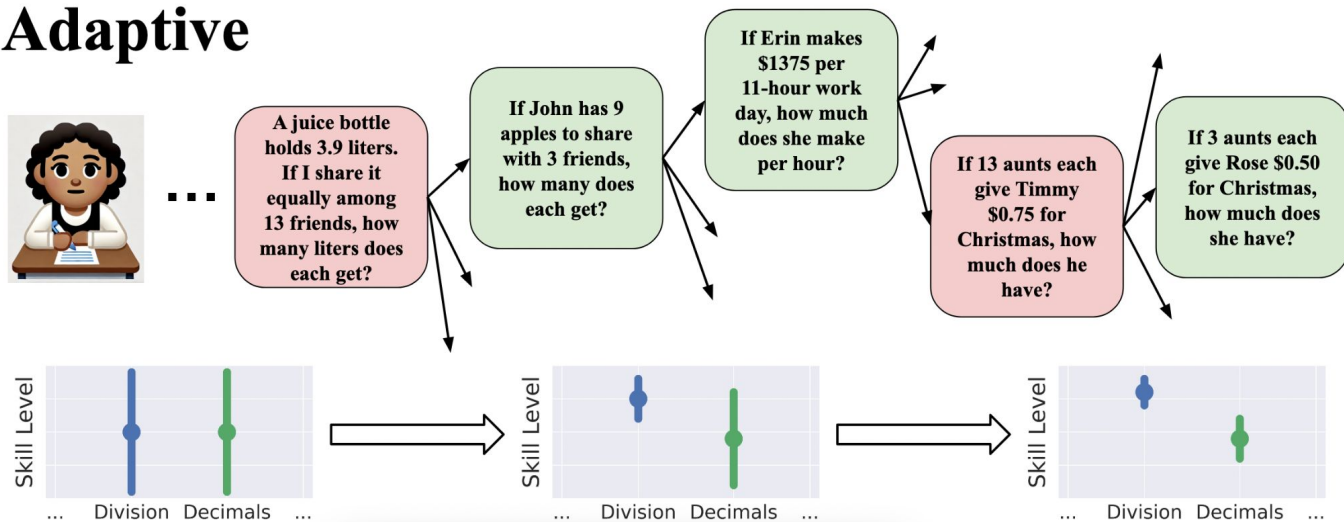 Adaptive
A juice bottle
holds 3.9 liters.
If I share it
equally among
13 friends, how
many liters does
each get?
If John has 9
apples to share
with 3 friends,
how many does
each get?
If Erin makes
$1375 per
11-hour work
day, how much
does she make
per hour?
If 13 aunts each
give Timmy
$0.75 for
Christmas, how
much does he
have?
If 3 aunts each
give Rose $0.50
for Christmas,
how much does
she have?
...
Skill Level
... Division Decimals ...
Skill Level
... Division Decimals ...
Skill Level
... Division Decimals ...